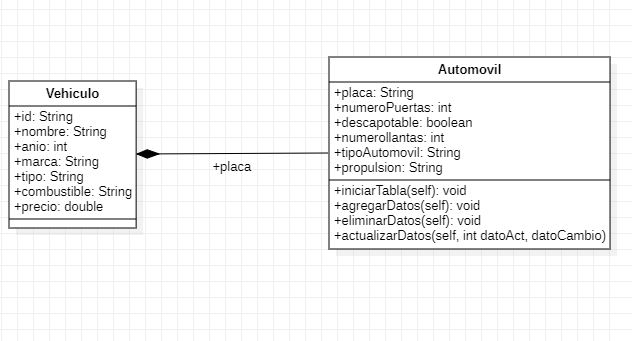 Vehiculo
+id: String
+nombre: String
+anio: int
+marca: String
+tipo: String
+combustible: String
+precio: double
+placa
Automovil
+placa: String
+numeroPuertas: int
+descapotable: boolean
+numerollantas: int
+tipoAutomovil: String
+propulsion: String
+iniciarTabla(self): void
+agregarDatos(self): void
+eliminarDatos(self): void
+actualizarDatos(self, int datoAct, datoCambio)